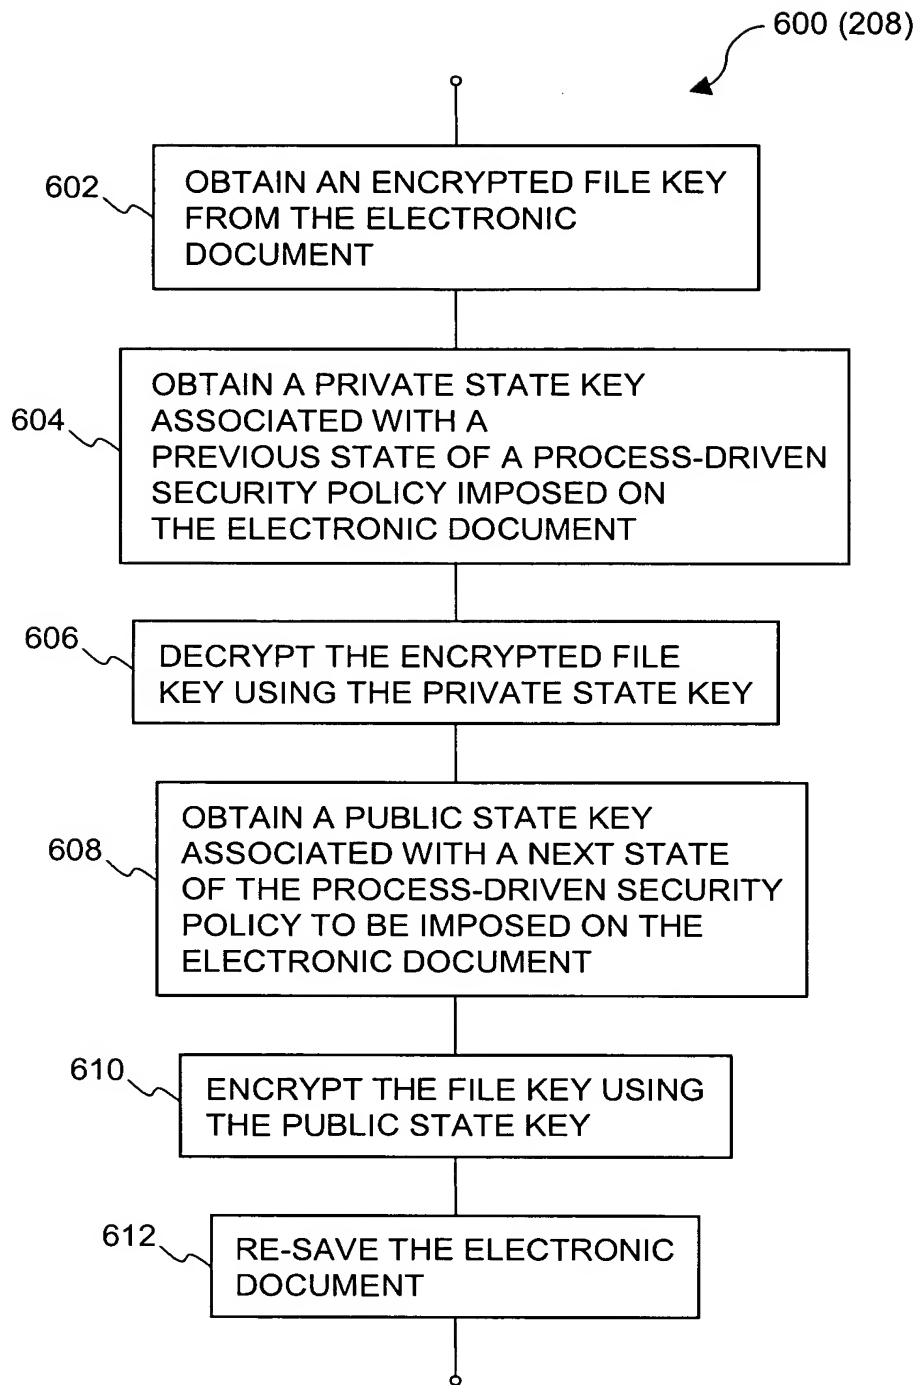 600 (208)
602
OBTAIN AN ENCRYPTED FILE KEY
FROM THE ELECTRONIC
DOCUMENT
604
OBTAIN A PRIVATE STATE KEY
ASSOCIATED WITH A
PREVIOUS STATE OF A PROCESS-DRIVEN
SECURITY POLICY IMPOSED ON
THE ELECTRONIC DOCUMENT
606
DECRYPT THE ENCRYPTED FILE
KEY USING THE PRIVATE STATE KEY
608
OBTAIN A PUBLIC STATE KEY
ASSOCIATED WITH A NEXT STATE
OF THE PROCESS-DRIVEN SECURITY
POLICY TO BE IMPOSED ON THE
ELECTRONIC DOCUMENT
610
ENCRYPT THE FILE KEY USING
THE PUBLIC STATE KEY
612
RE-SAVE THE ELECTRONIC
DOCUMENT